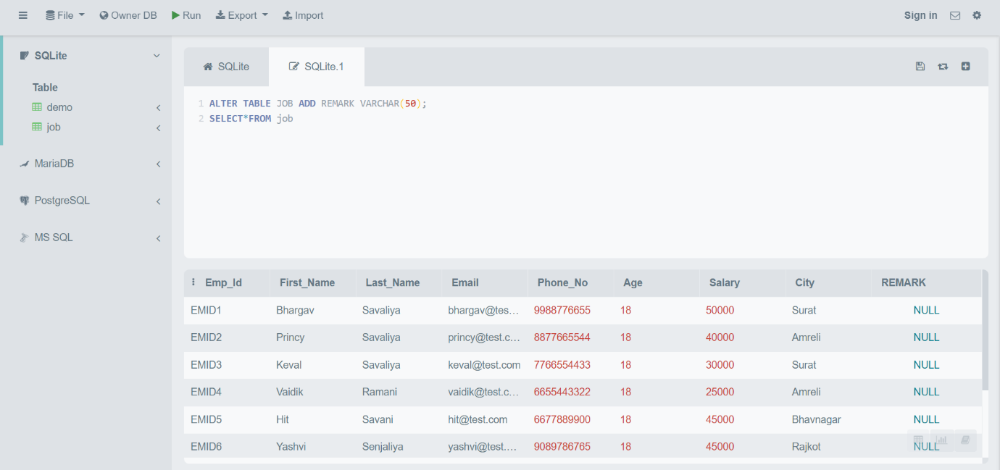 File Owner DB Run Export Import Sign in
SQLite
Table
demo
job
MariaDB
PostgreSQL
MS SQL
SQLite SQLite.1
1 ALTER TABLE JOB ADD REMARK VARCHAR(50);
2 SELECT*FROM job
Emp_Id First_Name Last_Name Email Phone_No Age Salary City REMARK
EMID1 Bhargav Savaliya bhargav@tes... 9988776655 18 50000 Surat NULL
EMID2 Princy Savaliya princy@test.c... 8877665544 18 40000 Amreli NULL
EMID3 Keval Savaliya keval@test.com 7766554433 18 30000 Surat NULL
EMID4 Vaidik Ramani vaidik@test.c... 6655443322 18 25000 Amreli NULL
EMID5 Hit Savani hit@test.com 6677889900 18 45000 Bhavnagar NULL
EMID6 Yashvi Senjaliya yashvi@test.... 9089786765 18 45000 Rajkot NULL